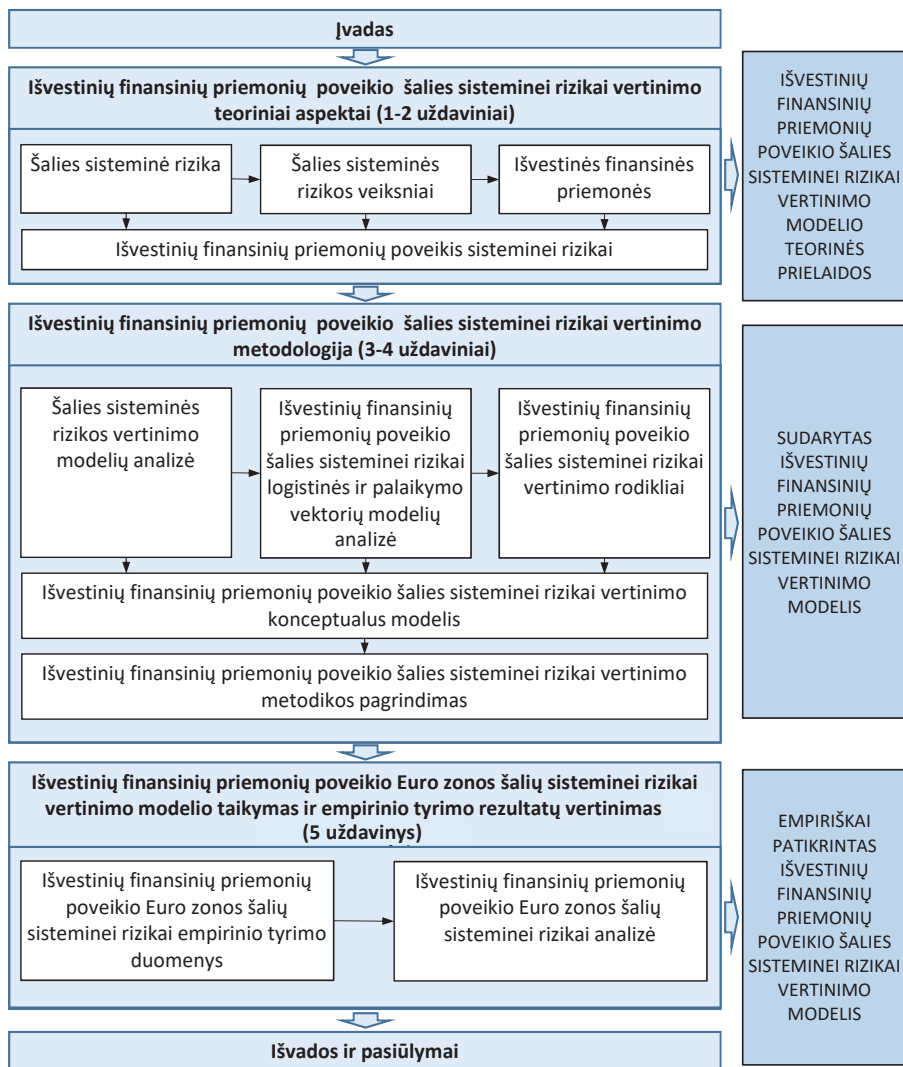 Įvadas
Išvestinių finansinių priemonių poveikio šalies sisteminei rizikai vertinimo
teoriniai aspektai (1-2 uždaviniai)
Šalies sisteminė rizika
Šalies sisteminės
rizikos veiksniai
Išvestinės finansinės
priemonės
Išvestinių finansinių priemonių poveikis sisteminei rizikai
IŠVESTINIŲ
FINANSINIŲ
PRIEMONIŲ
POVEIKIO ŠALIES
SISTEMINEI RIZIKAI
VERTINIMO
MODELIO
TEORINĖS
PRIELAIDOS
Išvestinių finansinių priemonių poveikio šalies sisteminei rizikai vertinimo
metodologija (3-4 uždaviniai)
Šalies sisteminės
rizikos vertinimo
modelių analizė
Išvestinių finansinių
priemonių poveikio
šalies sisteminei rizikai
logistinės ir palaikymo
vektorių modelių
analizė
Išvestinių finansinių
priemonių poveikio
šalies sisteminei rizikai
vertinimo rodikliai
Išvestinių finansinių priemonių poveikio šalies sisteminei rizikai vertinimo
konceptualus modelis
Išvestinių finansinių priemonių poveikio šalies sisteminei rizikai vertinimo
metodikos pagrindimas
SUDARYTAS
IŠVESTINIŲ
FINANSINIŲ
PRIEMONIŲ
POVEIKIO ŠALIES
SISTEMINEI RIZIKAI
VERTINIMO
MODELIS
Išvestinių finansinių priemonių poveikio Euro zonos šalių sisteminei rizikai
vertinimo modelio taikymas ir empirinio tyrimo rezultatų vertinimas
(5 uždavinys)
Išvestinių finansinių priemonių
poveikio Euro zonos šalių
sisteminei rizikai empirinio tyrimo
duomenys
Išvestinių finansinių priemonių
poveikio Euro zonos šalių
sisteminei rizikai analizė
EMPIRIŠKAI
PATIKRINTAS
IŠVESTINIŲ
FINANSINIŲ
PRIEMONIŲ
POVEIKIO ŠALIES
SISTEMINEI RIZIKAI
VERTINIMO
MODELIS
Išvados ir pasiūlymai